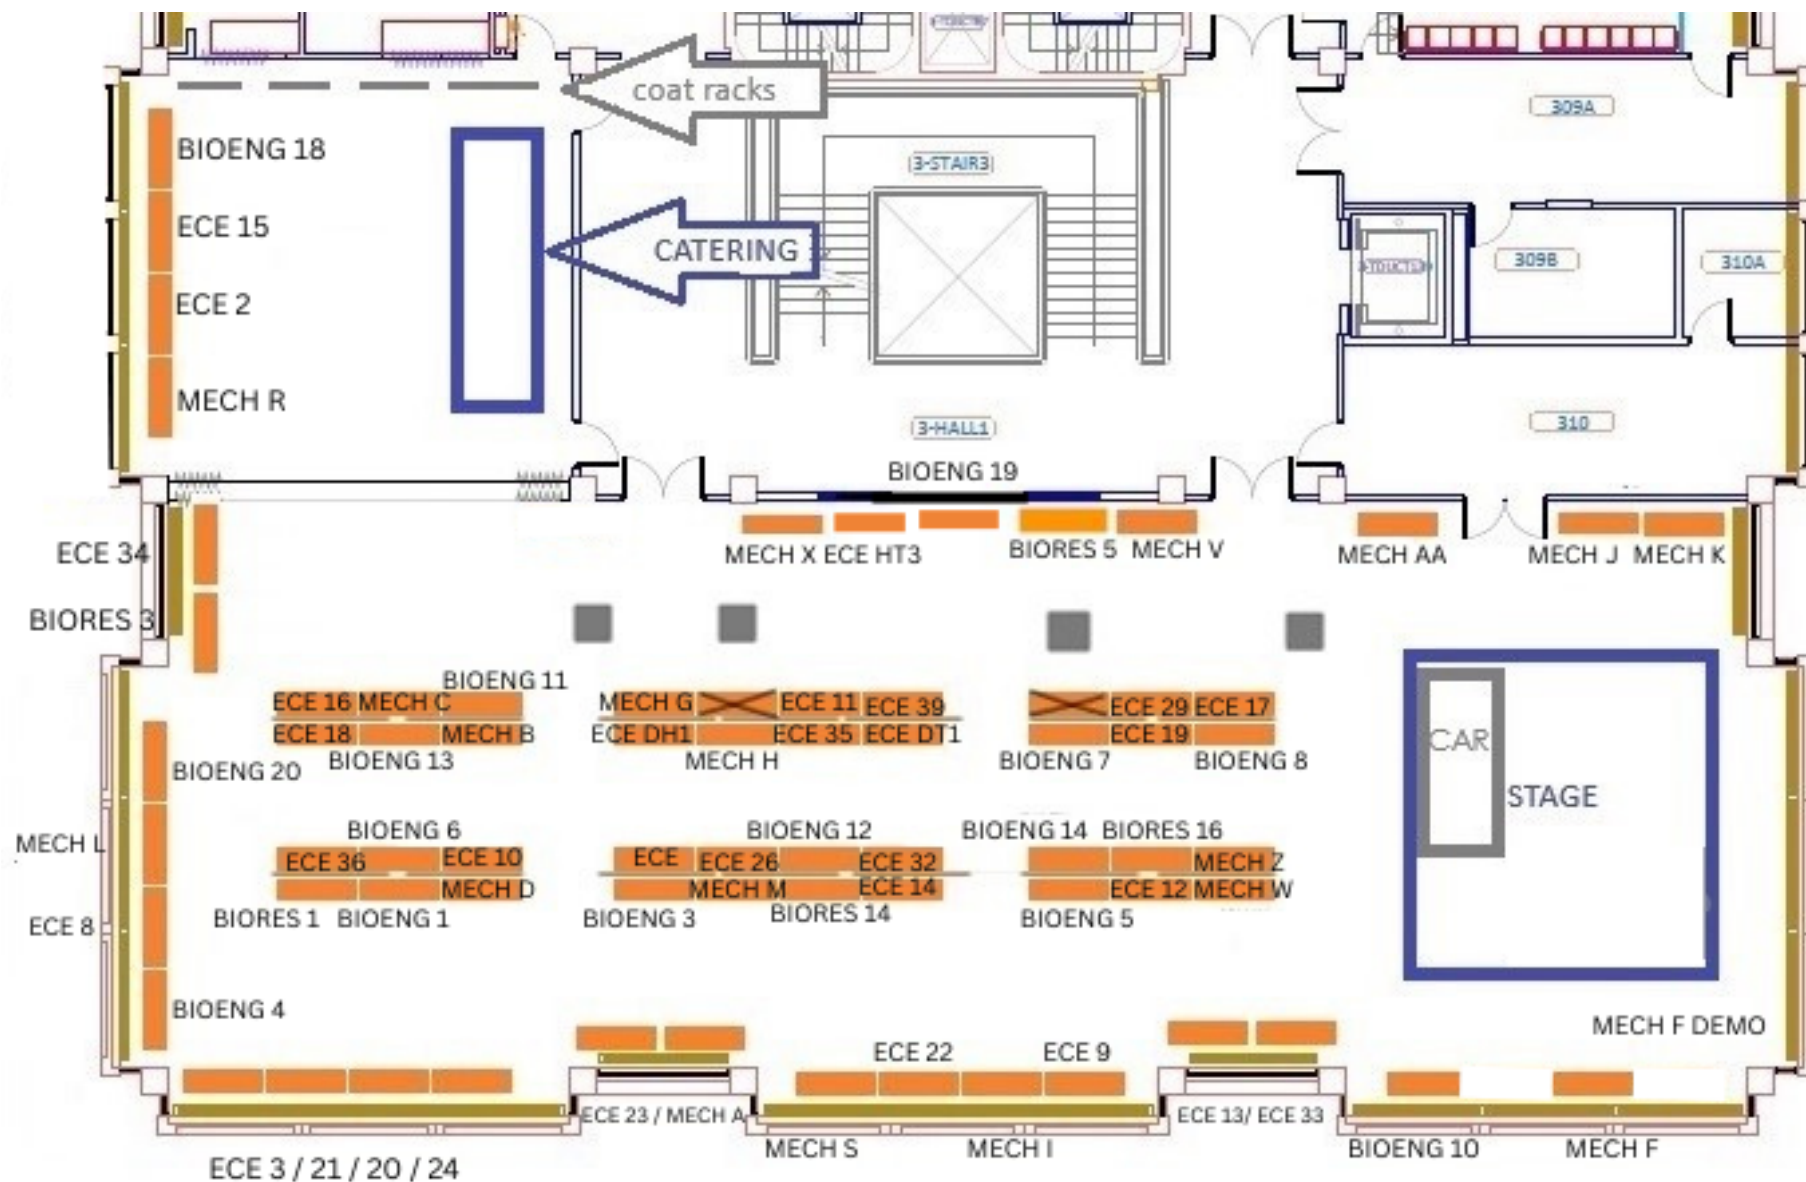 coat racks
309A
BIOENG 18
3-STAIR3
ECE 15
CATERING
309B
310A
ECE 2
MECH R
3-HALL1
310
BIOENG 19
ECE 34
MECH X ECE HT3
BIORES 5
MECH V
MECH AA
MECH J
MECH K
BIORES 3
BIOENG 11
ECE 16 MECH C
MECH G
ECE 11
ECE 39
ECE 29
ECE 17
ECE 18
MECH B
ECE DH1
ECE 35
ECE DT1
ECE 19
CAR
BIOENG 20
BIOENG 13
MECH H
BIOENG 7
BIOENG 8
STAGE
MECH L
BIOENG 6
BIOENG 12
BIOENG 14
BIORES 16
ECE 36
ECE 10
ECE
ECE 26
ECE 32
MECH Z
MECH D
MECH M
ECE 14
ECE 12 MECH W
ECE 8
BIORES 1
BIOENG 1
BIOENG 3
BIORES 14
BIOENG 5
BIOENG 4
MECH F DEMO
ECE 22
ECE 9
ECE 23 / MECH A
ECE 13/ ECE 33
MECH S
MECH I
BIOENG 10
MECH F
ECE 3 / 21 / 20 / 24